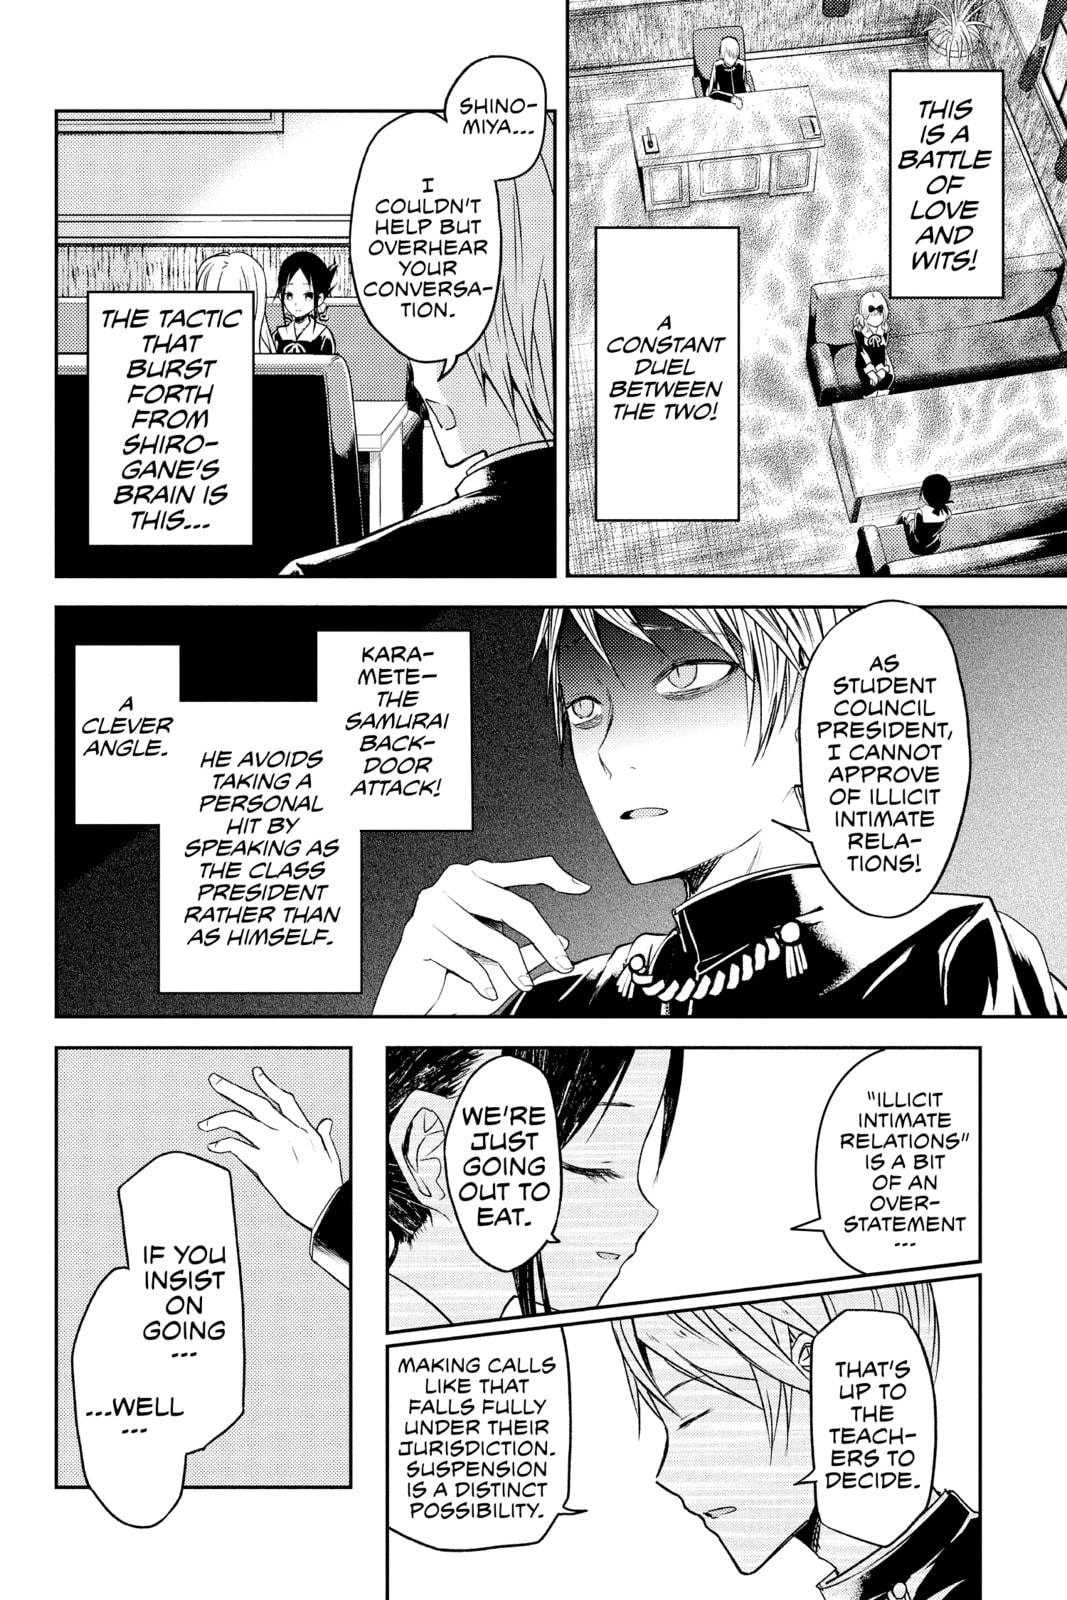 THIS
IS A
BATTLE
OF
LOVE
AND
WITS!
A
CONSTANT
DUEL
BETWEEN
THE TWO!
SHINO-
MIYA...
I
COULDN'T
HELP BUT
OVERHEAR
YOUR
CONVERSA-
TION.
THE TACTIC
THAT
BURST
FORTH
FROM
SHIRO-
GANE'S
BRAIN IS
THIS...
AS
STUDENT
COUNCIL
PRESIDENT,
I CANNOT
APPROVE
OF ILLICIT
INTIMATE
RELA-
TIONS!
KARA-
METE—
THE
SAMURAI
BACK-
DOOR
ATTACK!
HE AVOIDS
TAKING A
PERSONAL
HIT BY
SPEAKING AS
THE CLASS
PRESIDENT
RATHER THAN
AS HIMSELF.
A
CLEVER
ANGLE.
"ILLICIT
INTIMATE
RELATIONS"
IS A BIT
OF AN
OVER-
STATEMENT
...
WE'RE
JUST
GOING
OUT TO
EAT.
THAT'S
UP TO
THE
TEACH-
ERS TO
DECIDE.
MAKING CALLS
LIKE THAT
FALLS FULLY
UNDER THEIR
JURISDICTION.
SUSPENSION
IS A DISTINCT
POSSIBILITY.
IF YOU
INSIST
ON
GOING
...
...WELL
...